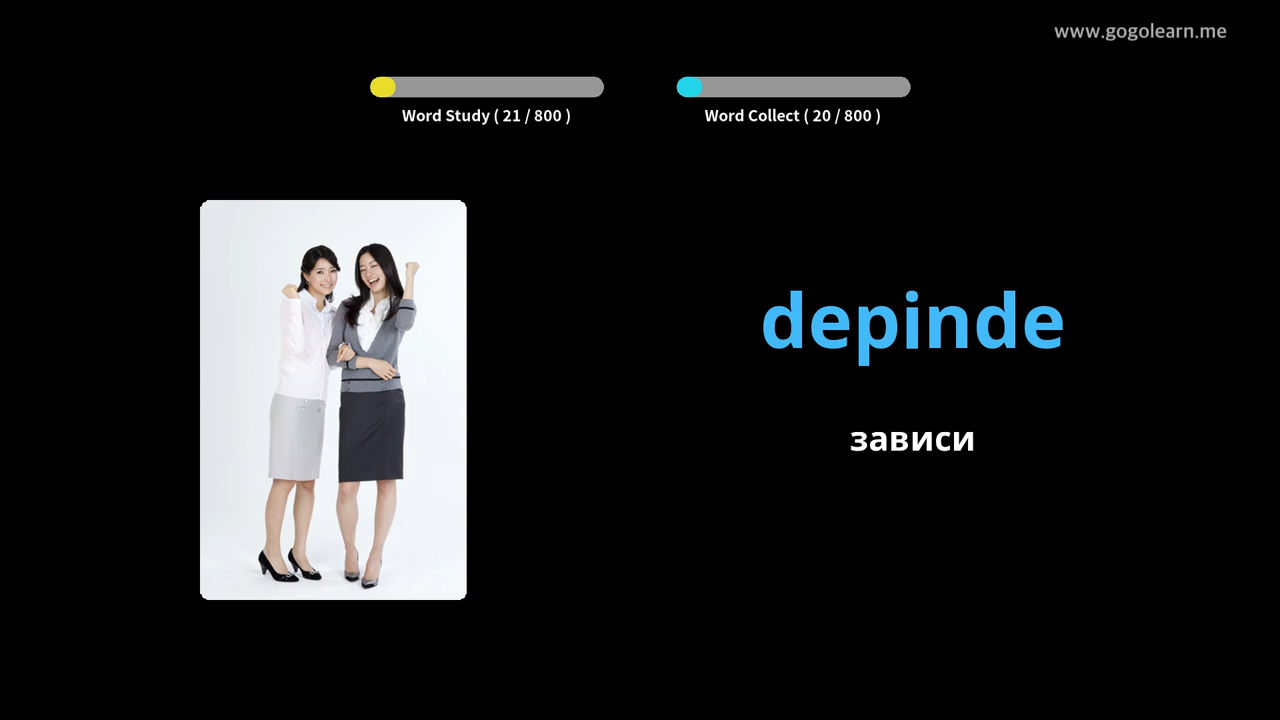 www.gogolearn.me
Word Study ( 21 / 800 )
Word Collect ( 20 / 800 )
depinde
зависи